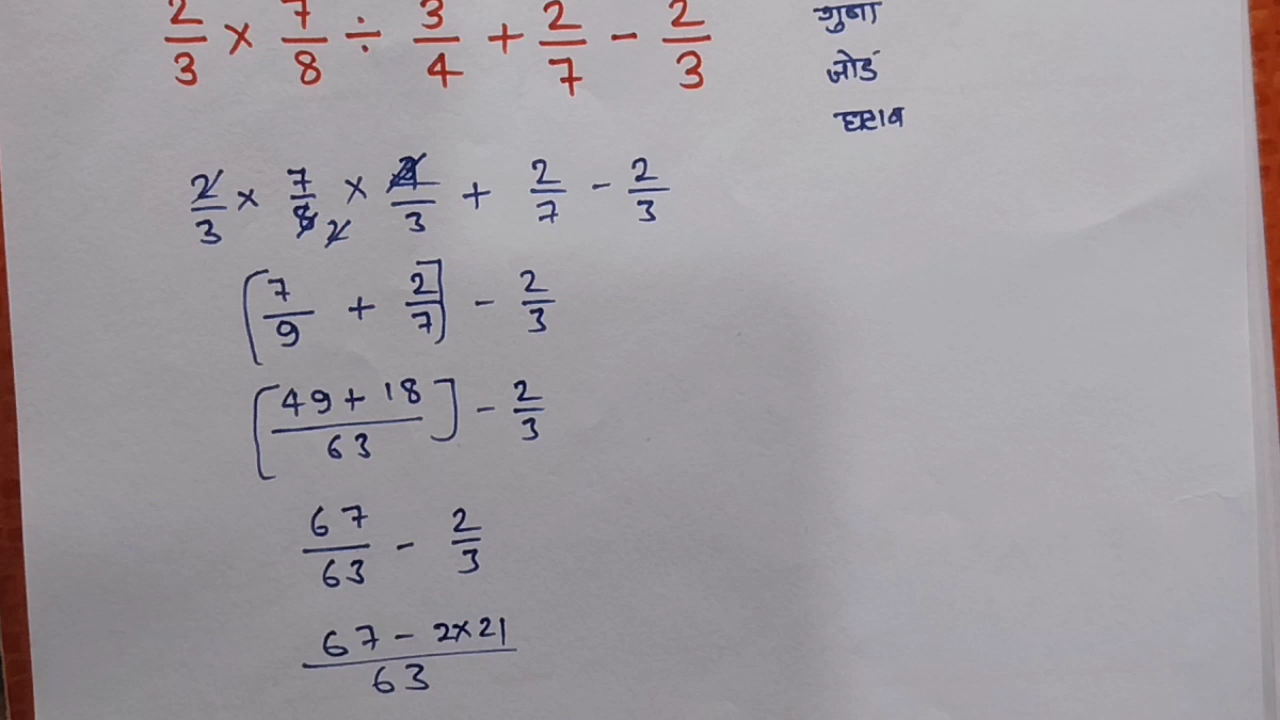 2/3 × 7/8 ÷ 3/4 + 2/7 - 2/3
गुना
जोड़
घटाव
2/3 × 7/8 2 × 4/3 + 2/7 - 2/3
[7/9 + 2/7] - 2/3
[49+18/63] - 2/3
67/63 - 2/3
67-2×21/63